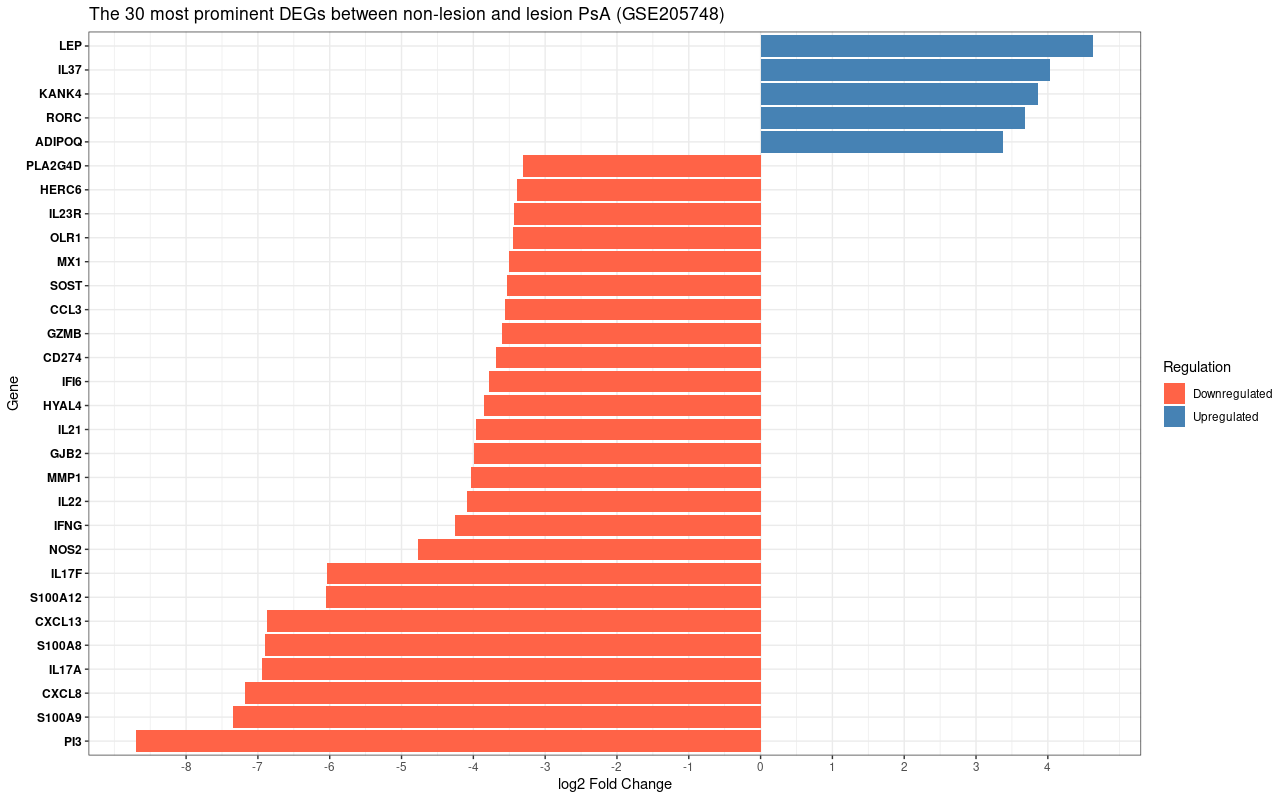 The 30 most prominent DEGs between non-lesion and lesion PsA (GSE205748)
LEP
IL37
KANK4
RORC
ADIPOQ
PLA2G4D
HERC6
IL23R
OLR1
MX1
SOST
CCL3
GZMB
CD274
IFI6
HYAL4
IL21
GJB2
MMP1
IL22
IFNG
NOS2
IL17F
S100A12
CXCL13
S100A8
IL17A
CXCL8
S100A9
PI3
Gene
-8 -7 -6 -5 -4 -3 -2 -1 0 1 2 3 4
log2 Fold Change
Regulation
Downregulated
Upregulated